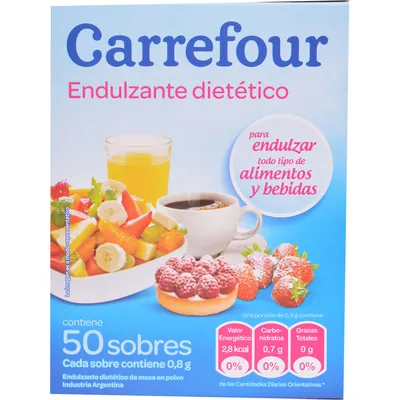 Carrefour
Endulzante dietético
para
endulzar
todo tipo de
alimentos
y bebidas
contiene
50 sobres
Cada sobre contiene 0,8 g
Endulzante dietético de mesa en polvo
Industria Argentina
Una porción de 0,8 g contiene:
Valor Energético
2,8 kcal
0%
Carbo-hidratos
0,7 g
0%
Grasas Totales
0 g
0%
de las Cantidades Diarias Orientativas*